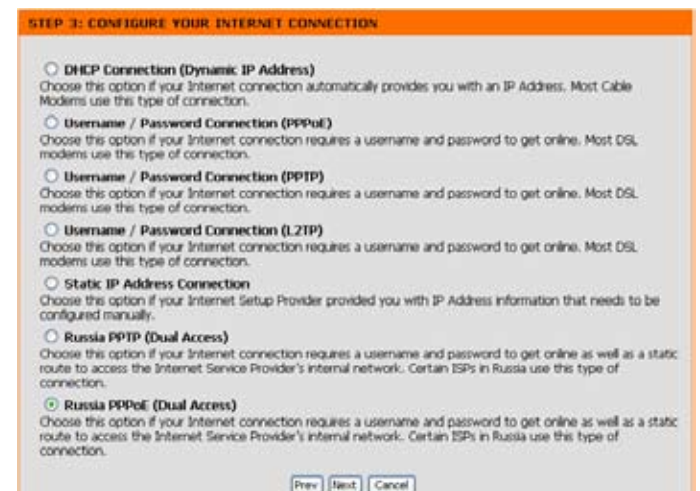 STEP 3: CONFIGURE YOUR INTERNET CONNECTION
DHCP Connection (Dynamic IP Address)
Choose this option if your Internet connection automatically provides you with an IP Address. Most Cable
Modems use this type of connection.
Username / Password Connection (PPPoE)
Choose this option if your Internet connection requires a username and password to get online. Most DSL
modems use this type of connection.
Username / Password Connection (PPTP)
Choose this option if your Internet connection requires a username and password to get online. Most DSL
modems use this type of connection.
Username / Password Connection (L2TP)
Choose this option if your Internet connection requires a username and password to get online. Most DSL
modems use this type of connection.
Static IP Address Connection
Choose this option if your Internet Setup Provider provided you with IP Address information that needs to be
configured manually.
Russia PPTP (Dual Access)
Choose this option if your Internet connection requires a username and password to get online as well as a static
route to access the Internet Service Provider's internal network. Certain ISPs in Russia use this type of
connection.
Russia PPPoE (Dual Access)
Choose this option if your Internet connection requires a username and password to get online as well as a static
route to access the Internet Service Provider's internal network. Certain ISPs in Russia use this type of
connection.
Prev Next Cancel